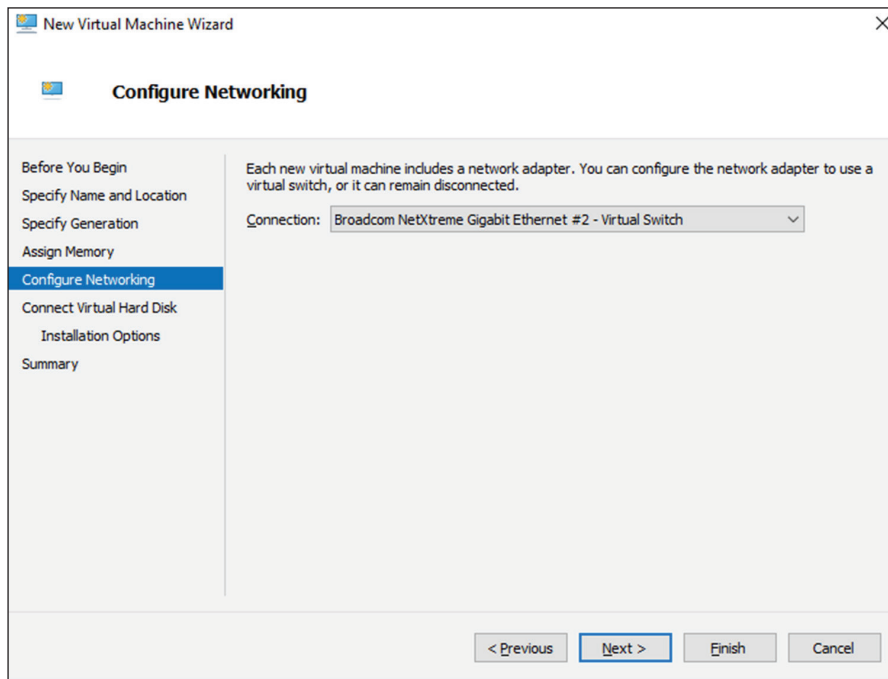 New Virtual Machine Wizard
Configure Networking
Before You Begin
Specify Name and Location
Specify Generation
Assign Memory
Configure Networking
Connect Virtual Hard Disk
Installation Options
Summary
Each new virtual machine includes a network adapter. You can configure the network adapter to use a
virtual switch, or it can remain disconnected.
Connection: Broadcom NetXtreme Gigabit Ethernet #2 - Virtual Switch
< Previous Next > Finish Cancel